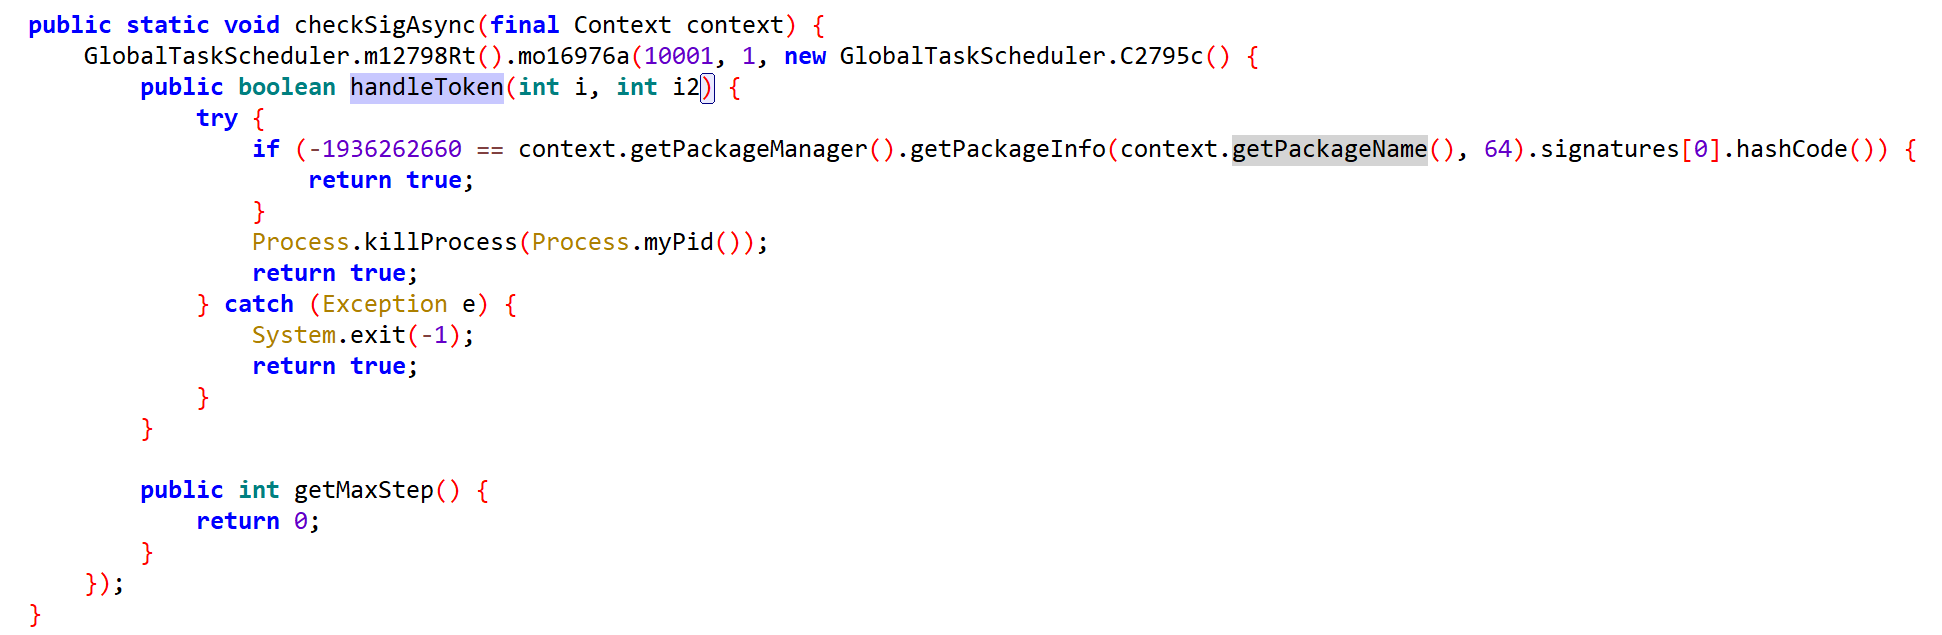 public static void checkSigAsync(final Context context) {
    GlobalTaskScheduler.m12798Rt().mo16976a(10001, 1, new GlobalTaskScheduler.C2795c() {
        public boolean handleToken(int i, int i2) {
            try {
                if (-1936262660 == context.getPackageManager().getPackageInfo(context.getPackageName(), 64).signatures[0].hashCode()) {
                    return true;
                }
                Process.killProcess(Process.myPid());
                return true;
            } catch (Exception e) {
                System.exit(-1);
                return true;
            }
        }

        public int getMaxStep() {
            return 0;
        }
    });
}